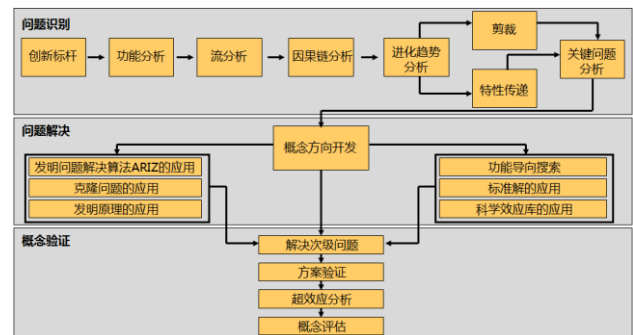 问题识别
创新标杆
功能分析
流分析
因果链分析
进化趋势
分析
剪裁
特性传递
关键问题
分析
问题解决
概念方向开发
发明问题解决算法ARIZ的应用
克隆问题的应用
发明原理的应用
功能导向搜索
标准解的应用
科学效应库的应用
概念验证
解决次级问题
方案验证
超效应分析
概念评估